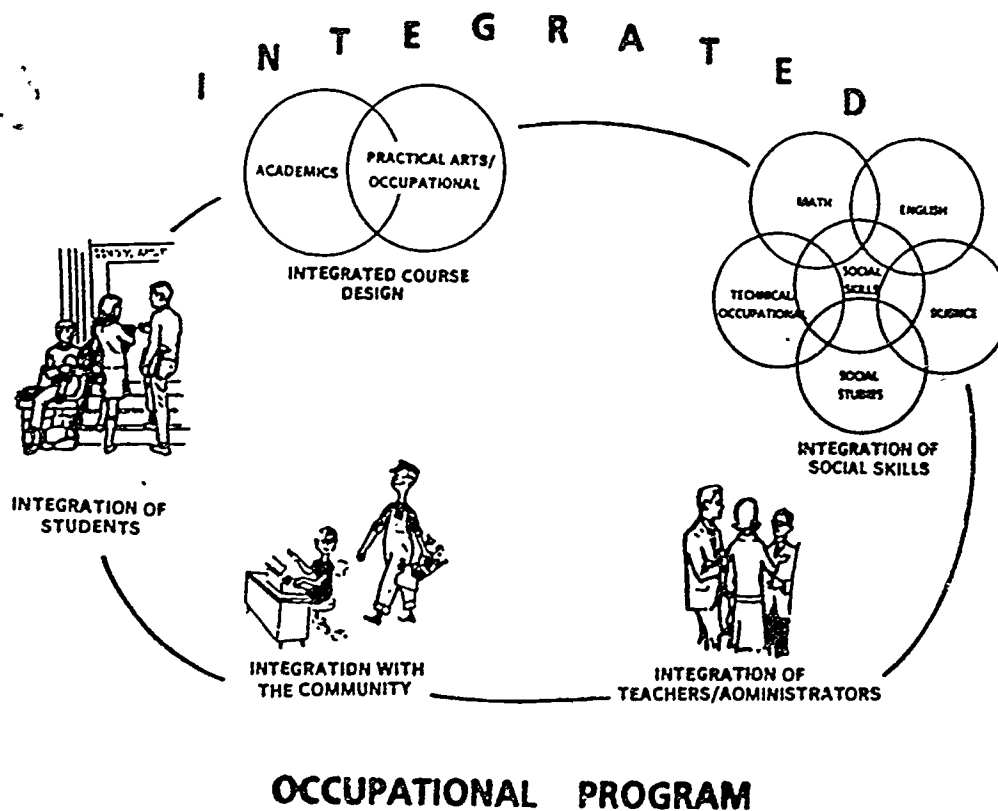 INTEGRATED
ACADEMICS
PRACTICAL ARTS/
OCCUPATIONAL
INTEGRATED COURSE
DESIGN
MATH
ENGLISH
SOCIAL
SKILLS
TECHNICAL
OCCUPATIONAL
SCIENCE
SOCIAL
STUDIES
INTEGRATION OF
SOCIAL SKILLS
INTEGRATION OF
STUDENTS
INTEGRATION WITH
THE COMMUNITY
INTEGRATION OF
TEACHERS/ADMINISTRATORS
OCCUPATIONAL PROGRAM